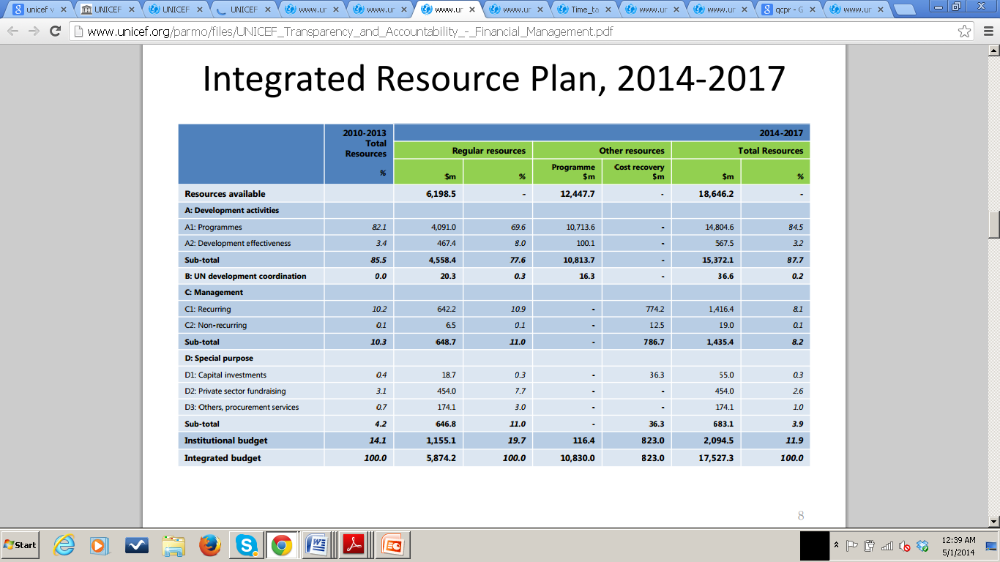 unicef v UNICEF UNICEF UNICEF www.ur www.ur www.ur www.ur Time_ta www.ur www.ur qcpr - G www.ur
www.unicef.org/parmo/files/UNICEF_Transparency_and_Accountability_-_Financial_Management.pdf
Integrated Resource Plan, 2014-2017
2010-2013 Total Resources % 2014-2017
Regular resources Other resources Total Resources
$m % Programme $m Cost recovery $m $m %
Resources available 6,198.5 - 12,447.7 - 18,646.2 -
A: Development activities
A1: Programmes 82.1 4,091.0 69.6 10,713.6 - 14,804.6 84.5
A2: Development effectiveness 3.4 467.4 8.0 100.1 - 567.5 3.2
Sub-total 85.5 4,558.4 77.6 10,813.7 - 15,372.1 87.7
B: UN development coordination 0.0 20.3 0.3 16.3 - 36.6 0.2
C: Management
C1: Recurring 10.2 642.2 10.9 - 774.2 1,416.4 8.1
C2: Non-recurring 0.1 6.5 0.1 - 12.5 19.0 0.1
Sub-total 10.3 648.7 11.0 - 786.7 1,435.4 8.2
D: Special purpose
D1: Capital investments 0.4 18.7 0.3 - 36.3 55.0 0.3
D2: Private sector fundraising 3.1 454.0 7.7 - - 454.0 2.6
D3: Others, procurement services 0.7 174.1 3.0 - - 174.1 1.0
Sub-total 4.2 646.8 11.0 - 36.3 683.1 3.9
Institutional budget 14.1 1,155.1 19.7 116.4 823.0 2,094.5 11.9
Integrated budget 100.0 5,874.2 100.0 10,830.0 823.0 17,527.3 100.0
8
Start 12:39 AM
5/1/2014